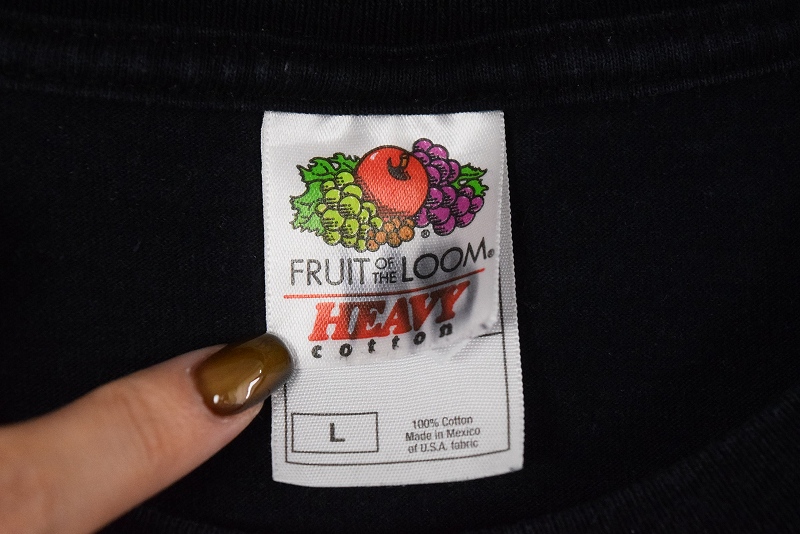 FRUIT OF THE LOOM®
HEAVY
cotton
L
100% Cotton
Made in Mexico
of U.S.A. fabric